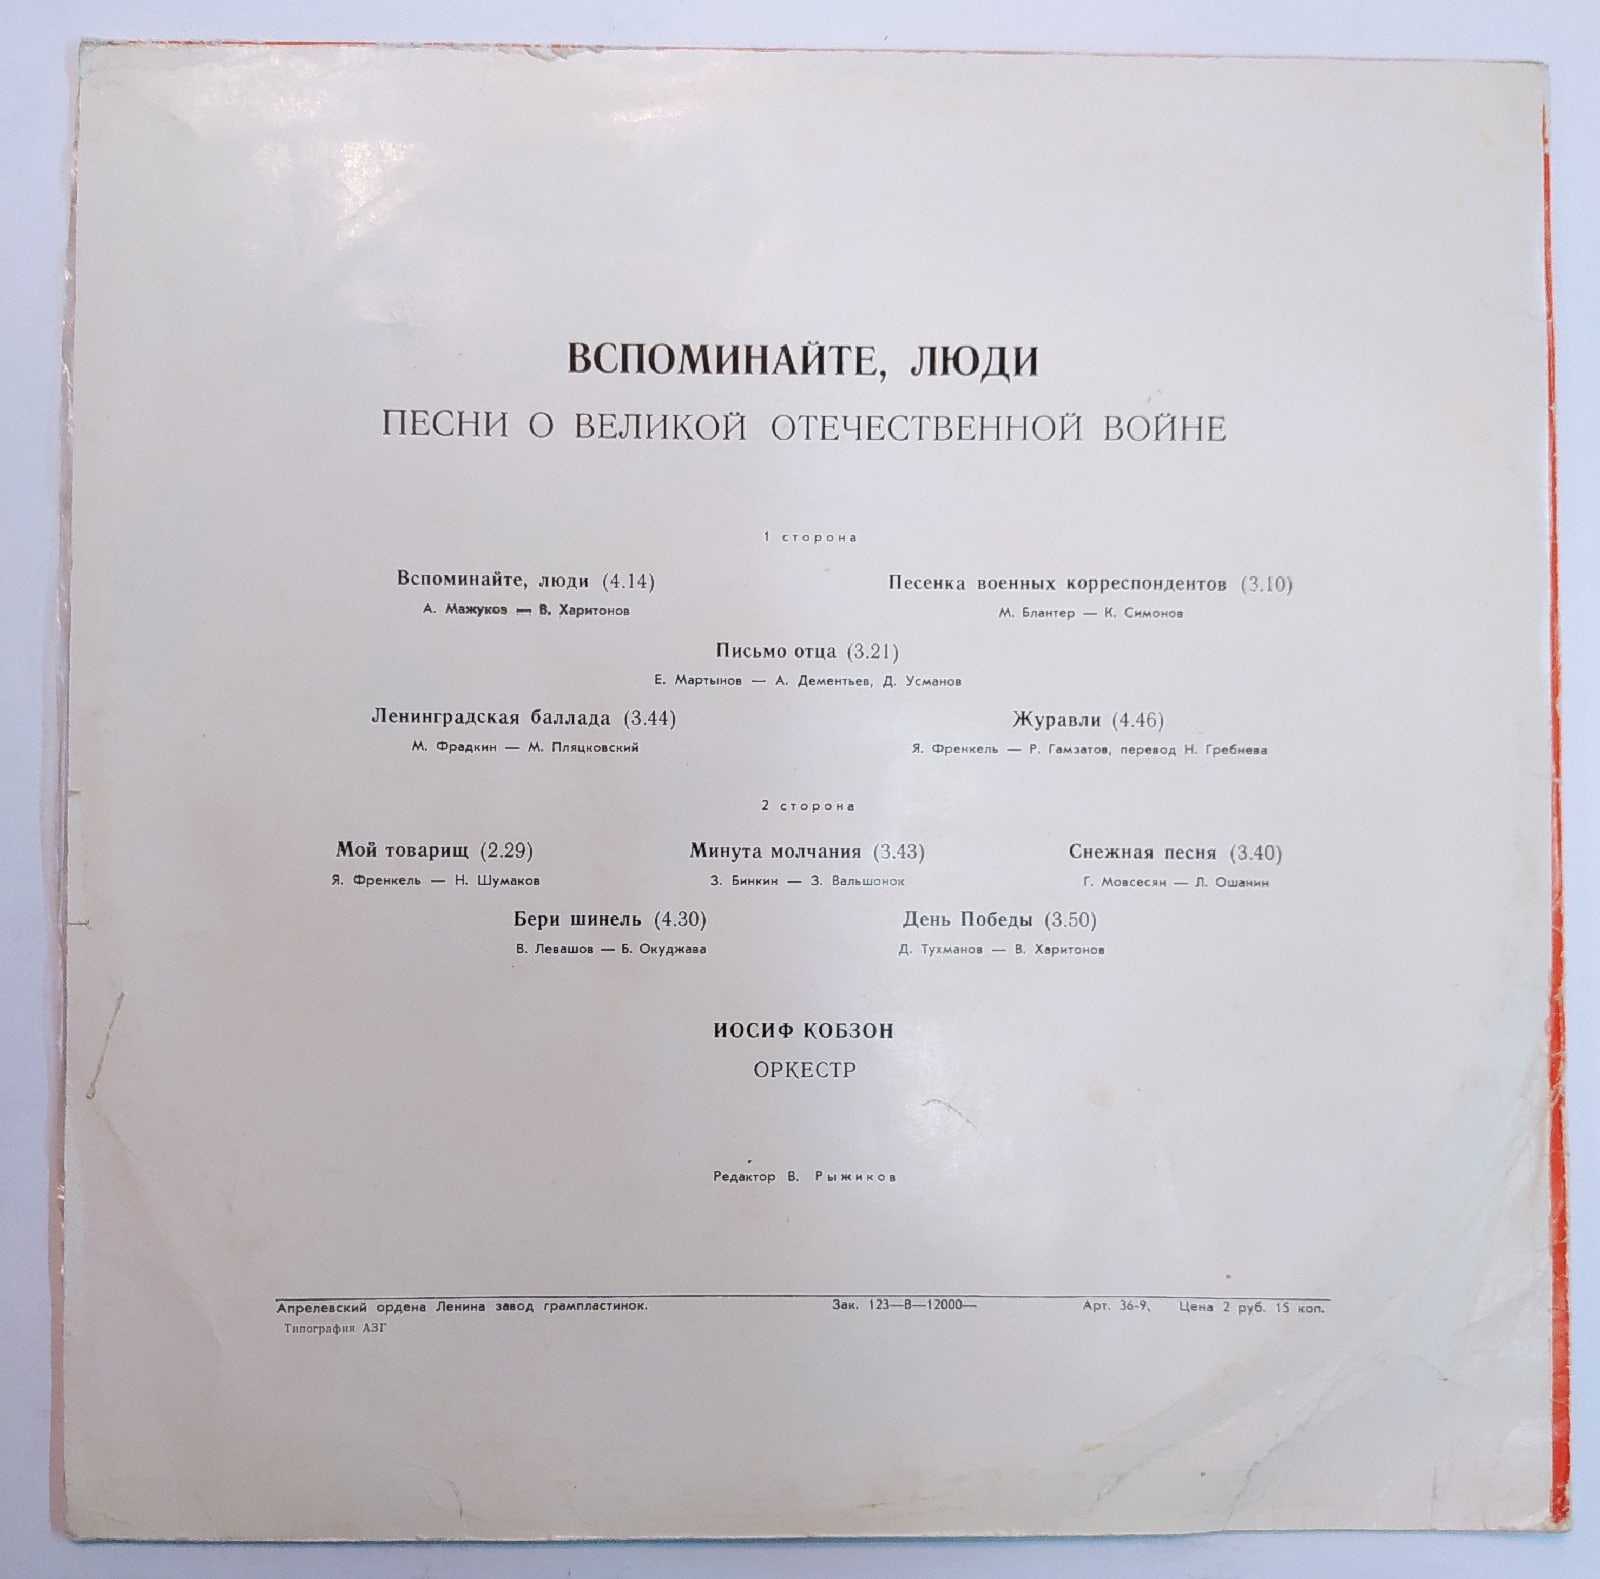 ВСПОМИНАЙТЕ, ЛЮДИ
ПЕСНИ О ВЕЛИКОЙ ОТЕЧЕСТВЕННОЙ ВОЙНЕ
1 сторона
Вспоминайте, люди (4.14)
А. Мажуков — В. Харитонов
Песенка военных корреспондентов (3.10)
М. Блантер — К. Симонов
Письмо отца (3.21)
Е. Мартынов — А. Дементьев, Д. Усманов
Ленинградская баллада (3.44)
М. Фрадкин — М. Пляцковский
Журавли (4.46)
Я. Френкель — Р. Гамзатов, перевод Н. Гребнева
2 сторона
Мой товарищ (2.29)
Я. Френкель — Н. Шумаков
Минута молчания (3.43)
З. Бинкин — З. Вальшонок
Снежная песня (3.40)
Г. Мовсесян — Л. Ошанин
Бери шинель (4.30)
В. Левашов — Б. Окуджава
День Победы (3.50)
Д. Тухманов — В. Харитонов
ИОСИФ КОБЗОН
ОРКЕСТР
Редактор В. Рыжиков
Апрелевский ордена Ленина завод грампластинок. Зак. 123—В—12000— Арт. 36-9, Цена 2 руб. 15 коп.
Типография АЗГ